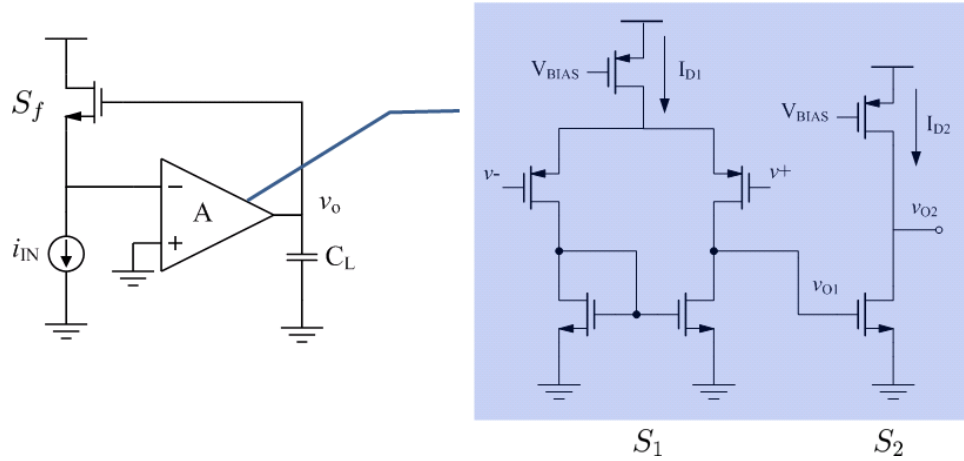 S_f
A
−
+
v_o
i_IN
C_L
V_BIAS
I_D1
V_BIAS
I_D2
v-
v+
v_O2
v_O1
S_1
S_2